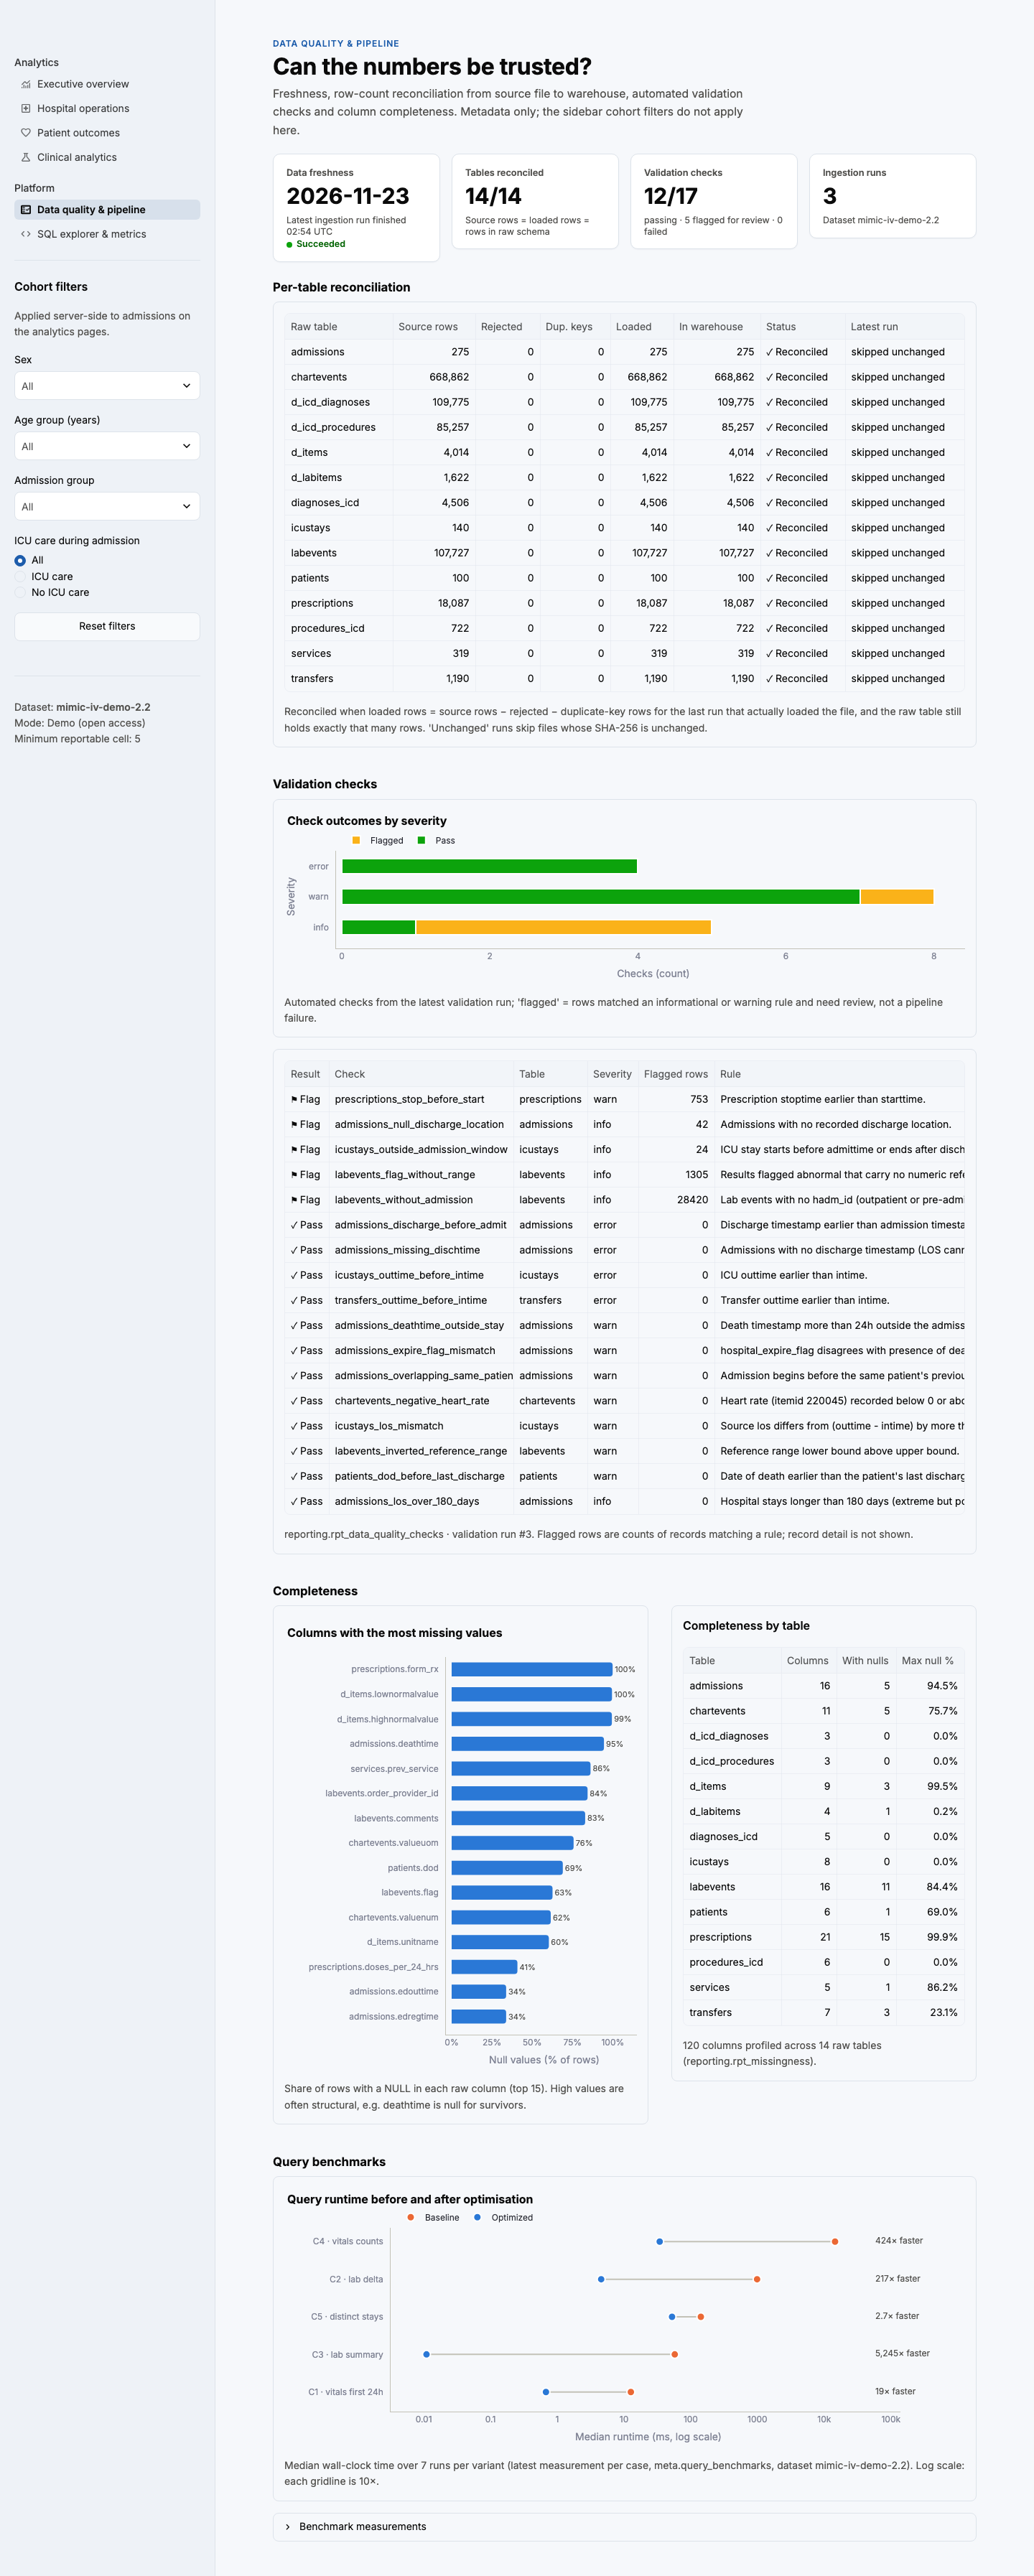 Analytics
Executive overview
Hospital operations
Patient outcomes
Clinical analytics
Platform
Data quality & pipeline
SQL explorer & metrics
Cohort filters
Applied server-side to admissions on
the analytics pages.
Sex
All
Age group (years)
All
Admission group
All
ICU care during admission
All
ICU care
No ICU care
Reset filters
Dataset: mimic-iv-demo-2.2
Mode: Demo (open access)
Minimum reportable cell: 5
DATA QUALITY & PIPELINE
Can the numbers be trusted?
Freshness, row-count reconciliation from source file to warehouse, automated validation
checks and column completeness. Metadata only; the sidebar cohort filters do not apply
here.
Data freshness
2026-11-23
Latest ingestion run finished
02:54 UTC
Succeeded
Tables reconciled
14/14
Source rows = loaded rows =
rows in raw schema
Validation checks
12/17
passing · 5 flagged for review · 0
failed
Ingestion runs
3
Dataset mimic-iv-demo-2.2
Per-table reconciliation
Raw table Source rows Rejected Dup. keys Loaded In warehouse Status Latest run
admissions 275 0 0 275 275 ✓ Reconciled skipped unchanged
chartevents 668,862 0 0 668,862 668,862 ✓ Reconciled skipped unchanged
d_icd_diagnoses 109,775 0 0 109,775 109,775 ✓ Reconciled skipped unchanged
d_icd_procedures 85,257 0 0 85,257 85,257 ✓ Reconciled skipped unchanged
d_items 4,014 0 0 4,014 4,014 ✓ Reconciled skipped unchanged
d_labitems 1,622 0 0 1,622 1,622 ✓ Reconciled skipped unchanged
diagnoses_icd 4,506 0 0 4,506 4,506 ✓ Reconciled skipped unchanged
icustays 140 0 0 140 140 ✓ Reconciled skipped unchanged
labevents 107,727 0 0 107,727 107,727 ✓ Reconciled skipped unchanged
patients 100 0 0 100 100 ✓ Reconciled skipped unchanged
prescriptions 18,087 0 0 18,087 18,087 ✓ Reconciled skipped unchanged
procedures_icd 722 0 0 722 722 ✓ Reconciled skipped unchanged
services 319 0 0 319 319 ✓ Reconciled skipped unchanged
transfers 1,190 0 0 1,190 1,190 ✓ Reconciled skipped unchanged
Reconciled when loaded rows = source rows − rejected − duplicate-key rows for the last run that actually loaded the file, and the raw table still
holds exactly that many rows. 'Unchanged' runs skip files whose SHA-256 is unchanged.
Validation checks
Check outcomes by severity
Flagged Pass
Severity
error
warn
info
0 2 4 6 8
Checks (count)
Automated checks from the latest validation run; 'flagged' = rows matched an informational or warning rule and need review, not a pipeline
failure.
Result Check Table Severity Flagged rows Rule
⚑ Flag prescriptions_stop_before_start prescriptions warn 753 Prescription stoptime earlier than starttime.
⚑ Flag admissions_null_discharge_location admissions info 42 Admissions with no recorded discharge location.
⚑ Flag icustays_outside_admission_window icustays info 24 ICU stay starts before admittime or ends after disch
⚑ Flag labevents_flag_without_range labevents info 1305 Results flagged abnormal that carry no numeric refe
⚑ Flag labevents_without_admission labevents info 28420 Lab events with no hadm_id (outpatient or pre-adm
✓ Pass admissions_discharge_before_admit admissions error 0 Discharge timestamp earlier than admission timesta
✓ Pass admissions_missing_dischtime admissions error 0 Admissions with no discharge timestamp (LOS cann
✓ Pass icustays_outtime_before_intime icustays error 0 ICU outtime earlier than intime.
✓ Pass transfers_outtime_before_intime transfers error 0 Transfer outtime earlier than intime.
✓ Pass admissions_deathtime_outside_stay admissions warn 0 Death timestamp more than 24h outside the admiss
✓ Pass admissions_expire_flag_mismatch admissions warn 0 hospital_expire_flag disagrees with presence of dea
✓ Pass admissions_overlapping_same_patien admissions warn 0 Admission begins before the same patient's previou
✓ Pass chartevents_negative_heart_rate chartevents warn 0 Heart rate (itemid 220045) recorded below 0 or abo
✓ Pass icustays_los_mismatch icustays warn 0 Source los differs from (outtime - intime) by more th
✓ Pass labevents_inverted_reference_range labevents warn 0 Reference range lower bound above upper bound.
✓ Pass patients_dod_before_last_discharge patients warn 0 Date of death earlier than the patient's last discharg
✓ Pass admissions_los_over_180_days admissions info 0 Hospital stays longer than 180 days (extreme but po
reporting.rpt_data_quality_checks · validation run #3. Flagged rows are counts of records matching a rule; record detail is not shown.
Completeness
Columns with the most missing values
prescriptions.form_rx 100%
d_items.lownormalvalue 100%
d_items.highnormalvalue 99%
admissions.deathtime 95%
services.prev_service 86%
labevents.order_provider_id 84%
labevents.comments 83%
chartevents.valueuom 76%
patients.dod 69%
labevents.flag 63%
chartevents.valuenum 62%
d_items.unitname 60%
prescriptions.doses_per_24_hrs 41%
admissions.edouttime 34%
admissions.edregtime 34%
0% 25% 50% 75% 100%
Null values (% of rows)
Share of rows with a NULL in each raw column (top 15). High values are
often structural, e.g. deathtime is null for survivors.
Completeness by table
Table Columns With nulls Max null %
admissions 16 5 94.5%
chartevents 11 5 75.7%
d_icd_diagnoses 3 0 0.0%
d_icd_procedures 3 0 0.0%
d_items 9 3 99.5%
d_labitems 4 1 0.2%
diagnoses_icd 5 0 0.0%
icustays 8 0 0.0%
labevents 16 11 84.4%
patients 6 1 69.0%
prescriptions 21 15 99.9%
procedures_icd 6 0 0.0%
services 5 1 86.2%
transfers 7 3 23.1%
120 columns profiled across 14 raw tables
(reporting.rpt_missingness).
Query benchmarks
Query runtime before and after optimisation
Baseline Optimized
C4 · vitals counts 424× faster
C2 · lab delta 217× faster
C5 · distinct stays 2.7× faster
C3 · lab summary 5,245× faster
C1 · vitals first 24h 19× faster
0.01 0.1 1 10 100 1000 10k 100k
Median runtime (ms, log scale)
Median wall-clock time over 7 runs per variant (latest measurement per case, meta.query_benchmarks, dataset mimic-iv-demo-2.2). Log scale:
each gridline is 10×.
Benchmark measurements